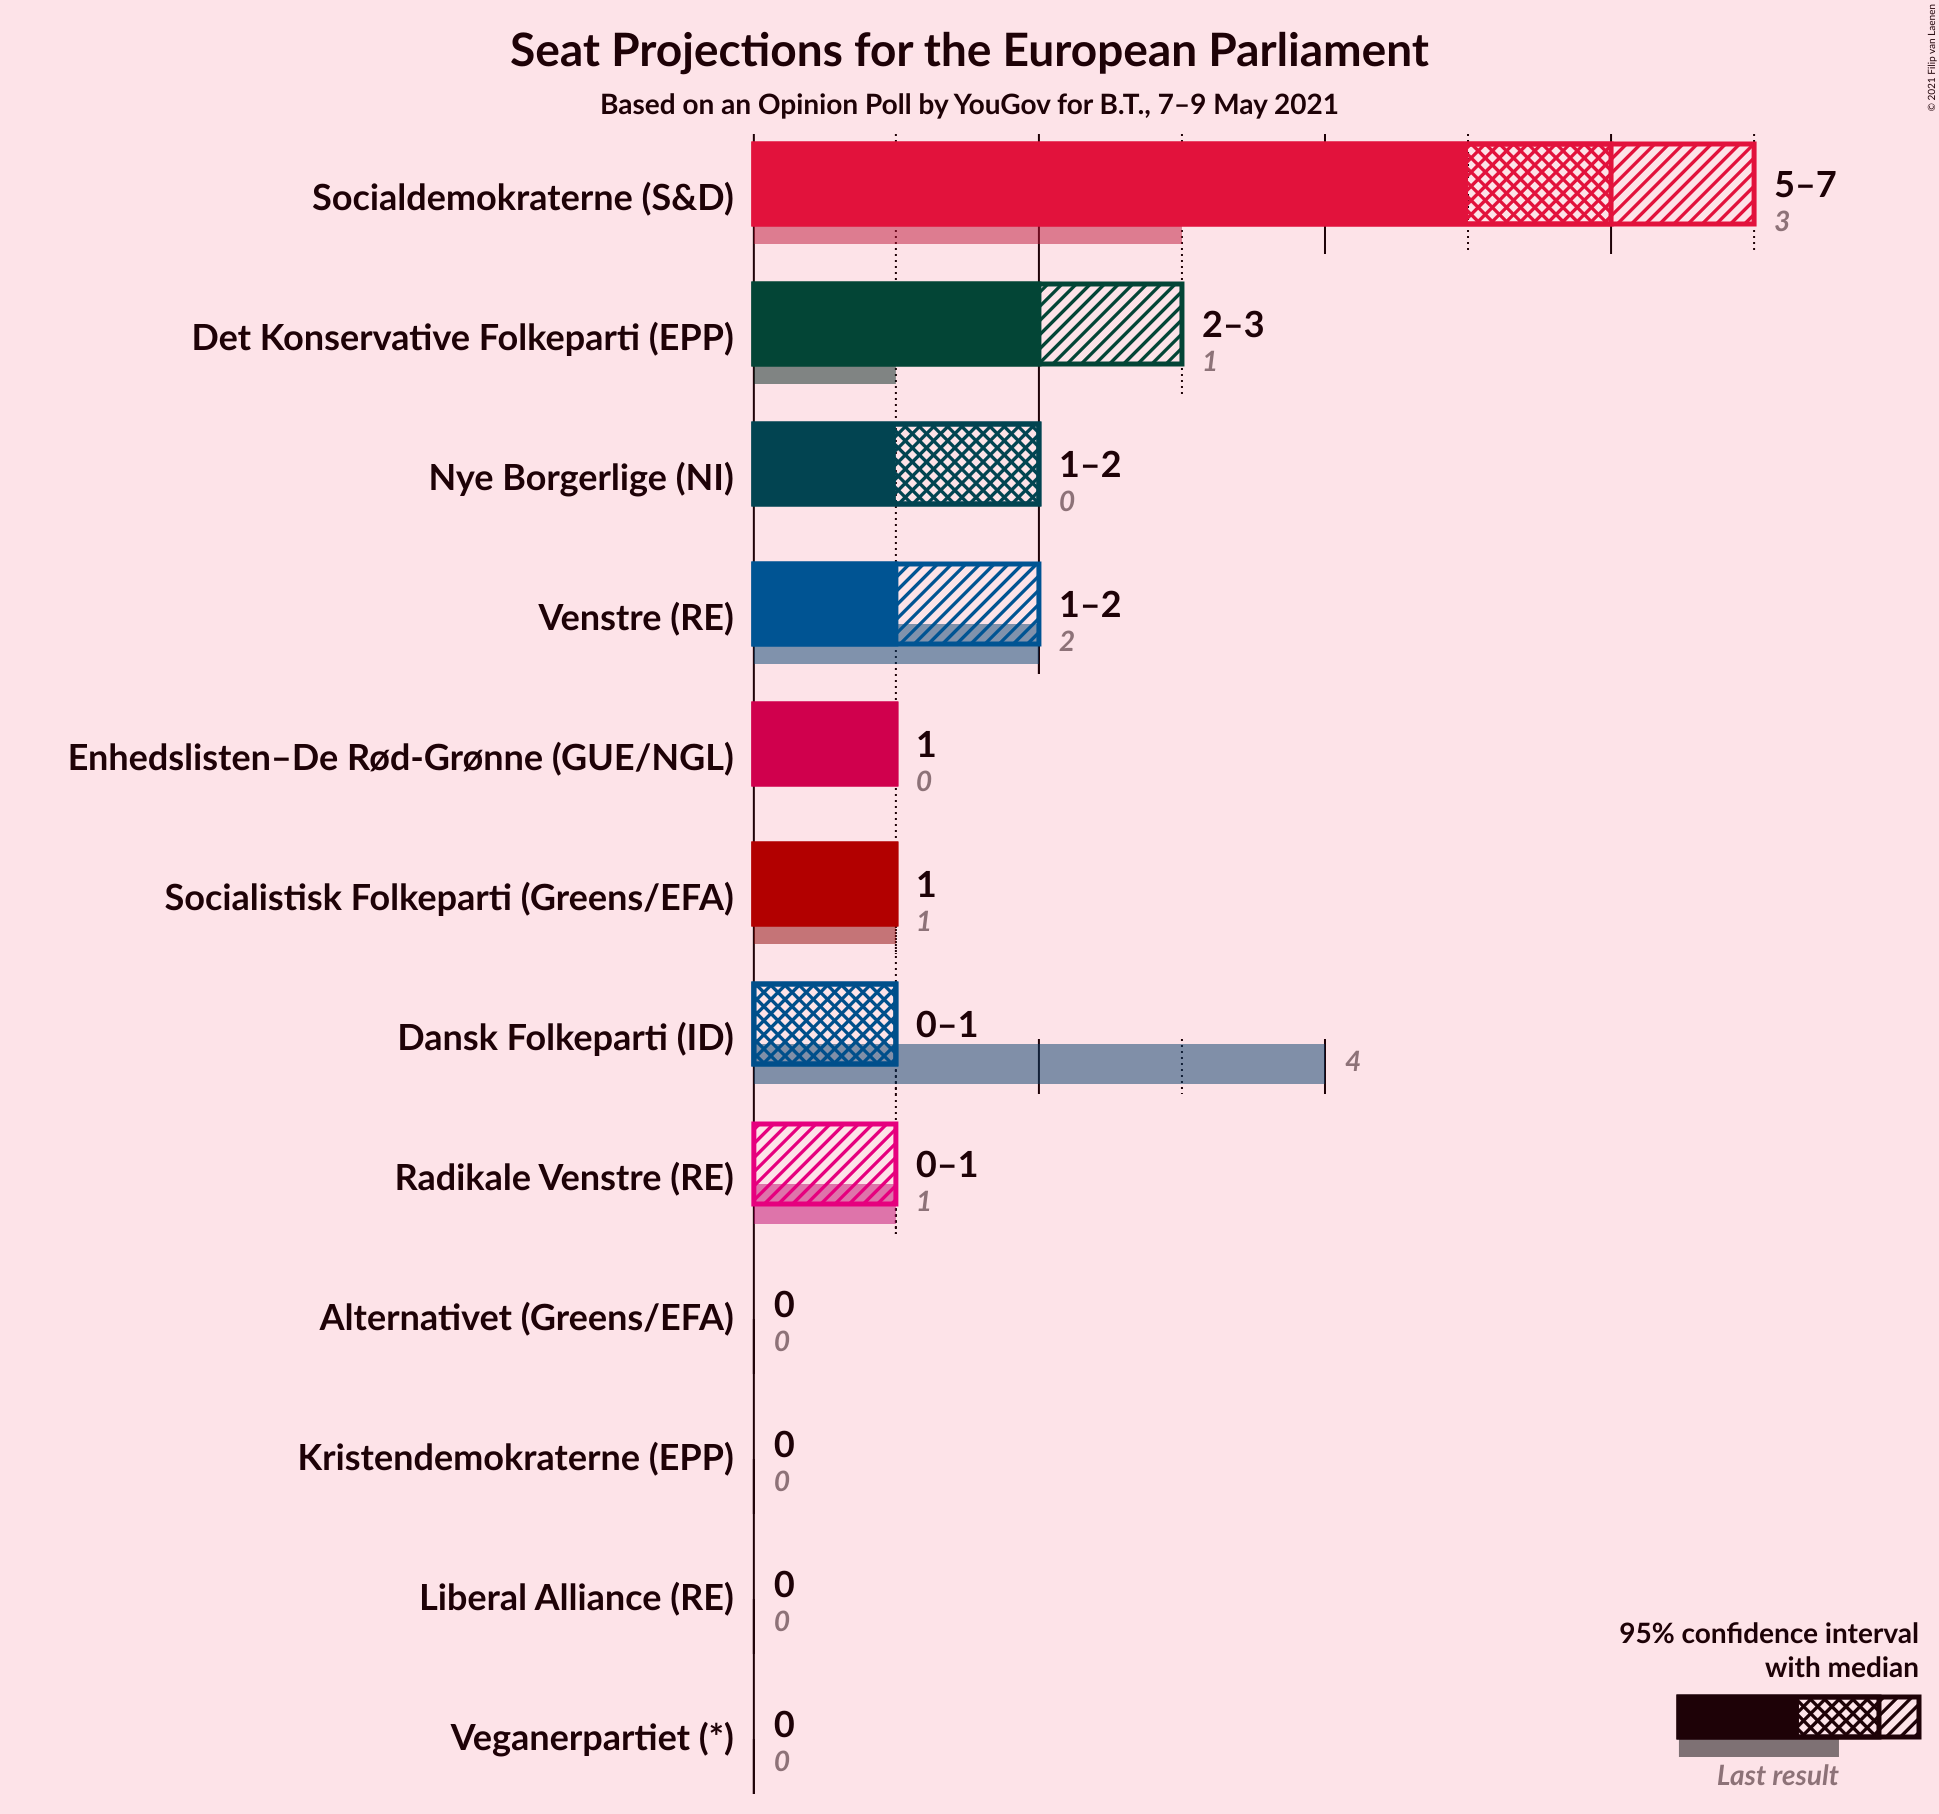 Seat Projections for the European Parliament
Based on an Opinion Poll by YouGov for B.T., 7–9 May 2021
© 2021 Filip van Laenen
Socialdemokraterne (S&D)
5–7
3
Det Konservative Folkeparti (EPP)
2–3
1
Nye Borgerlige (NI)
1–2
0
Venstre (RE)
1–2
2
Enhedslisten–De Rød-Grønne (GUE/NGL)
1
0
Socialistisk Folkeparti (Greens/EFA)
1
1
Dansk Folkeparti (ID)
0–1
4
Radikale Venstre (RE)
0–1
1
Alternativet (Greens/EFA)
0
0
Kristendemokraterne (EPP)
0
0
Liberal Alliance (RE)
0
0
Veganerpartiet (*)
0
0
95% confidence interval
with median
Last result